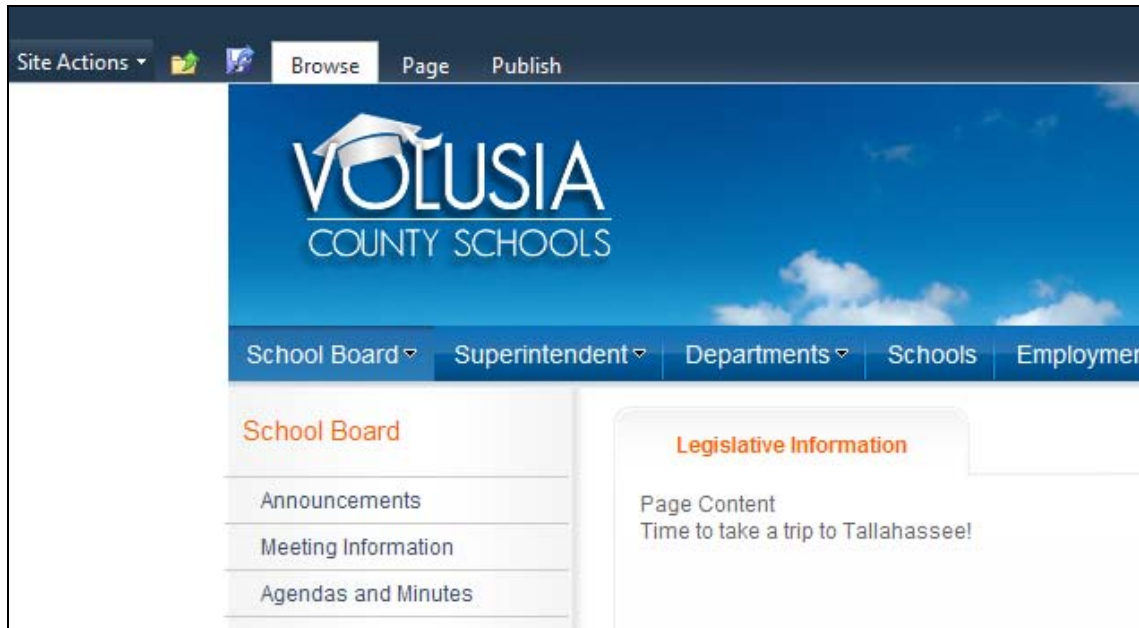 Site Actions Browse Page Publish
VOLUSIA
COUNTY SCHOOLS
School Board Superintendent Departments Schools Employmen
School Board
Legislative Information
Announcements
Page Content
Time to take a trip to Tallahassee!
Meeting Information
Agendas and Minutes